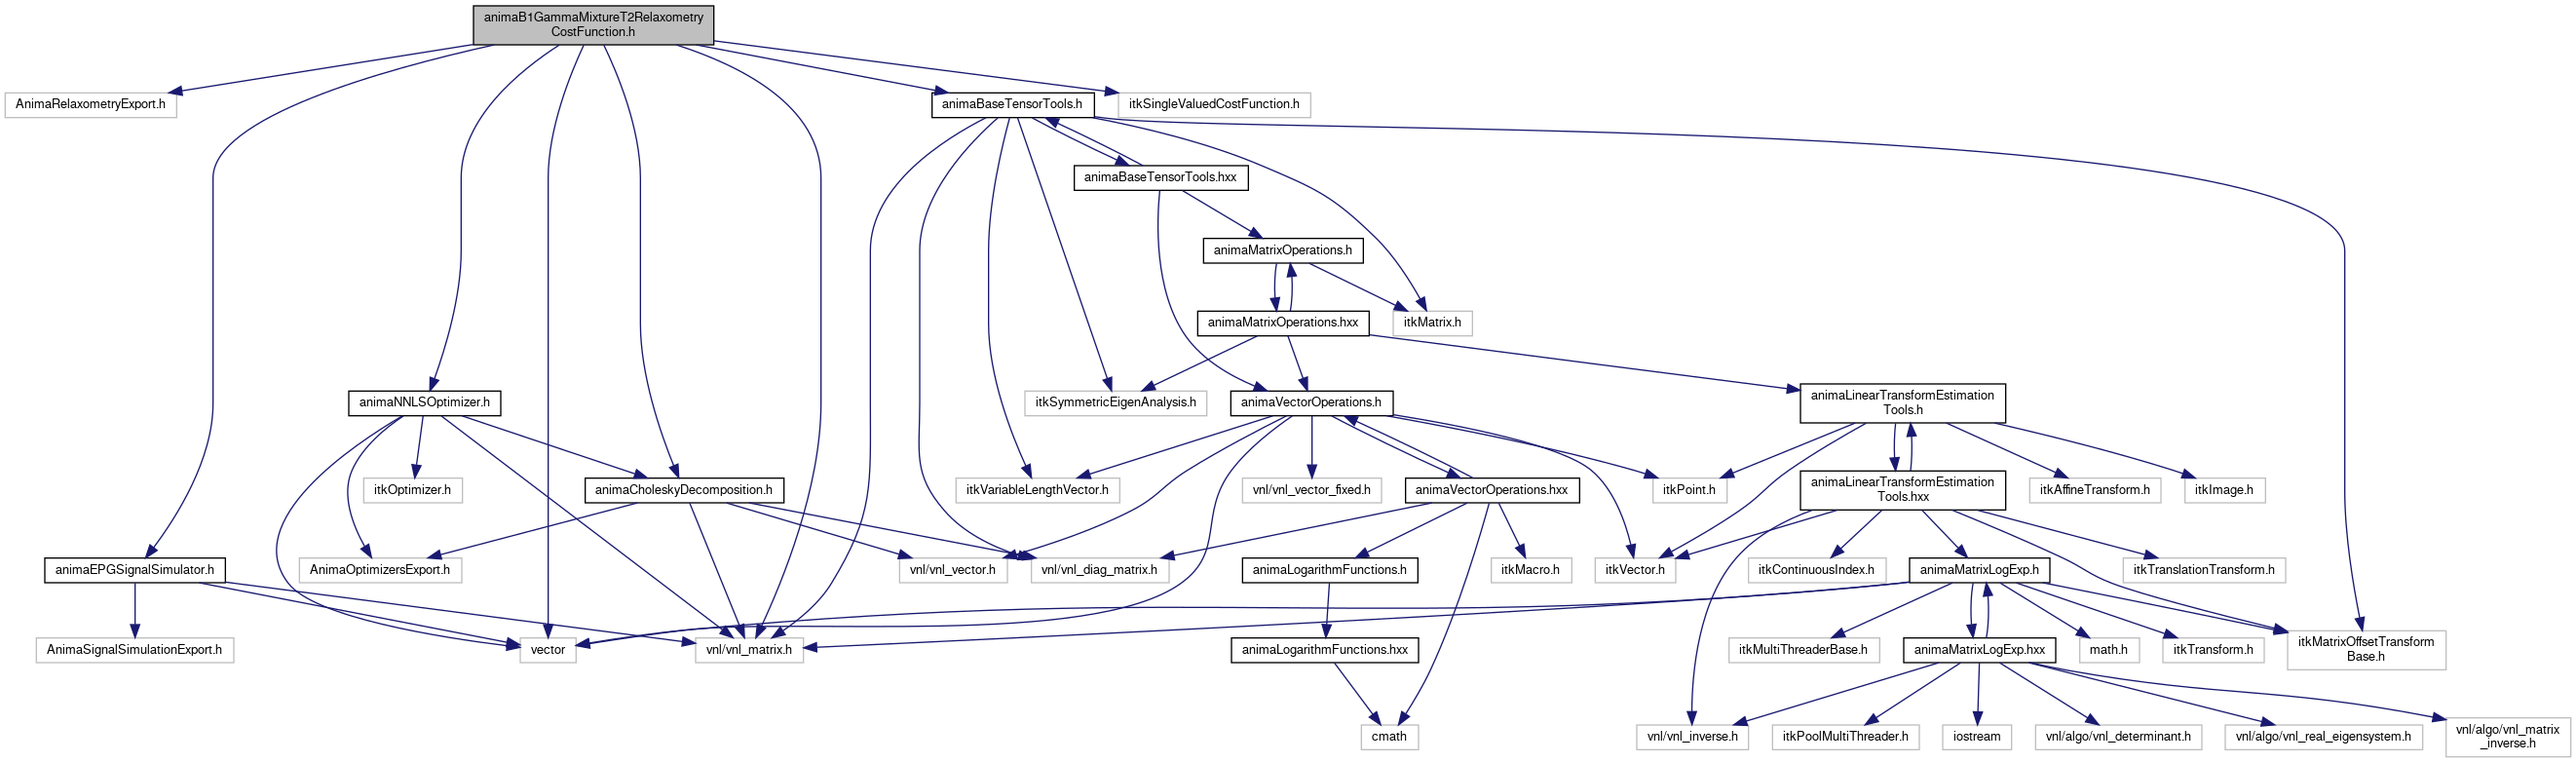 animaB1GammaMixtureT2Relaxometry
CostFunction.h
AnimaRelaxometryExport.h
animaBaseTensorTools.h
itkSingleValuedCostFunction.h
animaBaseTensorTools.hxx
animaMatrixOperations.h
animaMatrixOperations.hxx
itkMatrix.h
animaNNLSOptimizer.h
itkSymmetricEigenAnalysis.h
animaVectorOperations.h
animaLinearTransformEstimation
Tools.h
itkOptimizer.h
animaCholeskyDecomposition.h
itkVariableLengthVector.h
vnl/vnl_vector_fixed.h
animaVectorOperations.hxx
itkPoint.h
animaLinearTransformEstimation
Tools.hxx
itkAffineTransform.h
itkImage.h
animaEPGSignalSimulator.h
AnimaOptimizersExport.h
vnl/vnl_vector.h
vnl/vnl_diag_matrix.h
animaLogarithmFunctions.h
itkMacro.h
itkVector.h
itkContinuousIndex.h
animaMatrixLogExp.h
itkTranslationTransform.h
AnimaSignalSimulationExport.h
vector
vnl/vnl_matrix.h
animaLogarithmFunctions.hxx
itkMultiThreaderBase.h
animaMatrixLogExp.hxx
math.h
itkTransform.h
itkMatrixOffsetTransform
Base.h
cmath
vnl/vnl_inverse.h
itkPoolMultiThreader.h
iostream
vnl/algo/vnl_determinant.h
vnl/algo/vnl_real_eigensystem.h
vnl/algo/vnl_matrix
_inverse.h